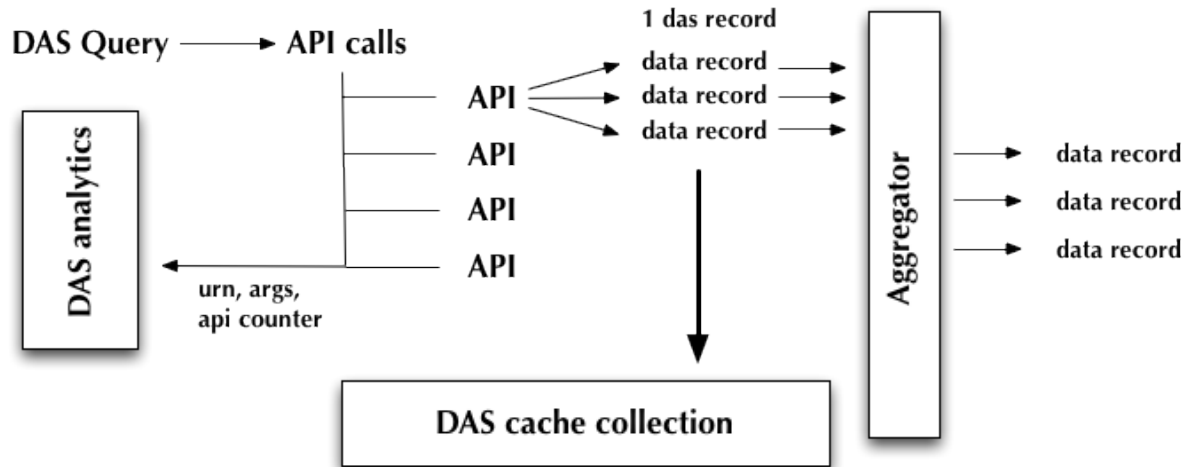 DAS Query
API calls
1 das record
data record
data record
data record
API
API
API
API
DAS analytics
urn, args,
api counter
Aggregator
data record
data record
data record
DAS cache collection